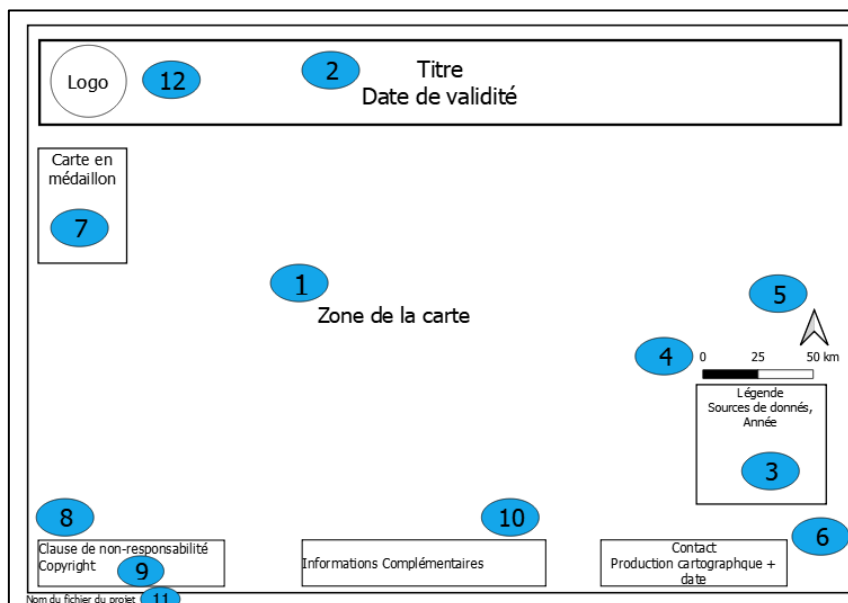 Logo
12
2
Titre
Date de validité
Carte en
médaillon
7
1
Zone de la carte
5
4
0 25 50 km
Légende
Sources de donnés,
Année
3
8
10
6
Clause de non-responsabilité
Copyright
9
Informations Complémentaires
Contact
Production cartographque +
date
Nom du fichier du projet
11